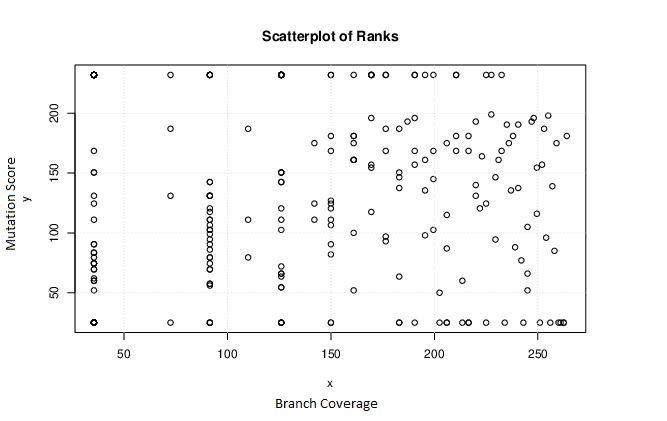 Scatterplot of Ranks
Mutation Score
y
200
150
100
50
50
100
150
200
250
x
Branch Coverage